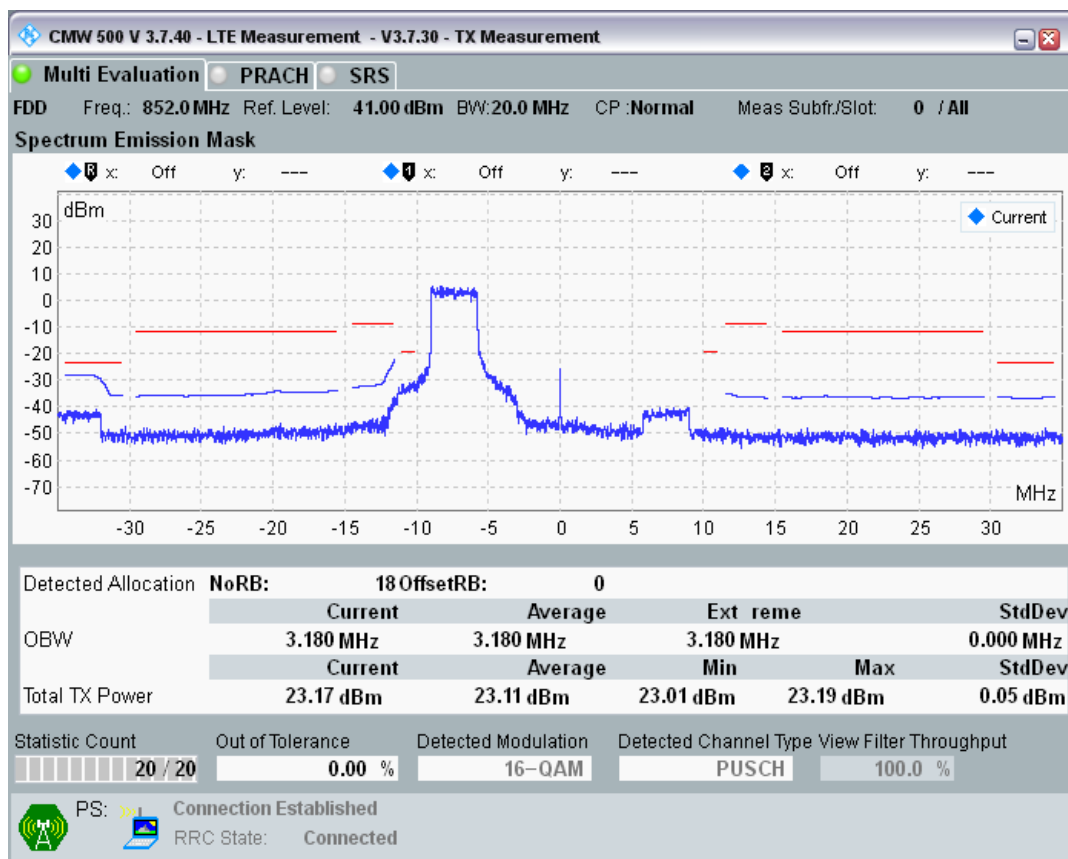 CMW 500 V 3.7.40 - LTE Measurement - V3.7.30 - TX Measurement
Multi Evaluation PRACH SRS
FDD Freq.: 852.0 MHz Ref. Level: 41.00 dBm BW:20.0 MHz CP :Normal Meas Subfr./Slot: 0 / All
Spectrum Emission Mask
R x: Off y: --- 1 x: Off y: --- 2 x: Off y: ---
dBm
Current
30
20
10
0
-10
-20
-30
-40
-50
-60
-70
MHz
-30 -25 -20 -15 -10 -5 0 5 10 15 20 25 30
Detected Allocation NoRB: 18 OffsetRB: 0
Current Average Ext reme StdDev
OBW 3.180 MHz 3.180 MHz 3.180 MHz 0.000 MHz
Current Average Min Max StdDev
Total TX Power 23.17 dBm 23.11 dBm 23.01 dBm 23.19 dBm 0.05 dBm
Statistic Count Out of Tolerance Detected Modulation Detected Channel Type View Filter Throughput
20 / 20 0.00 % 16-QAM PUSCH 100.0 %
PS: Connection Established
RRC State: Connected